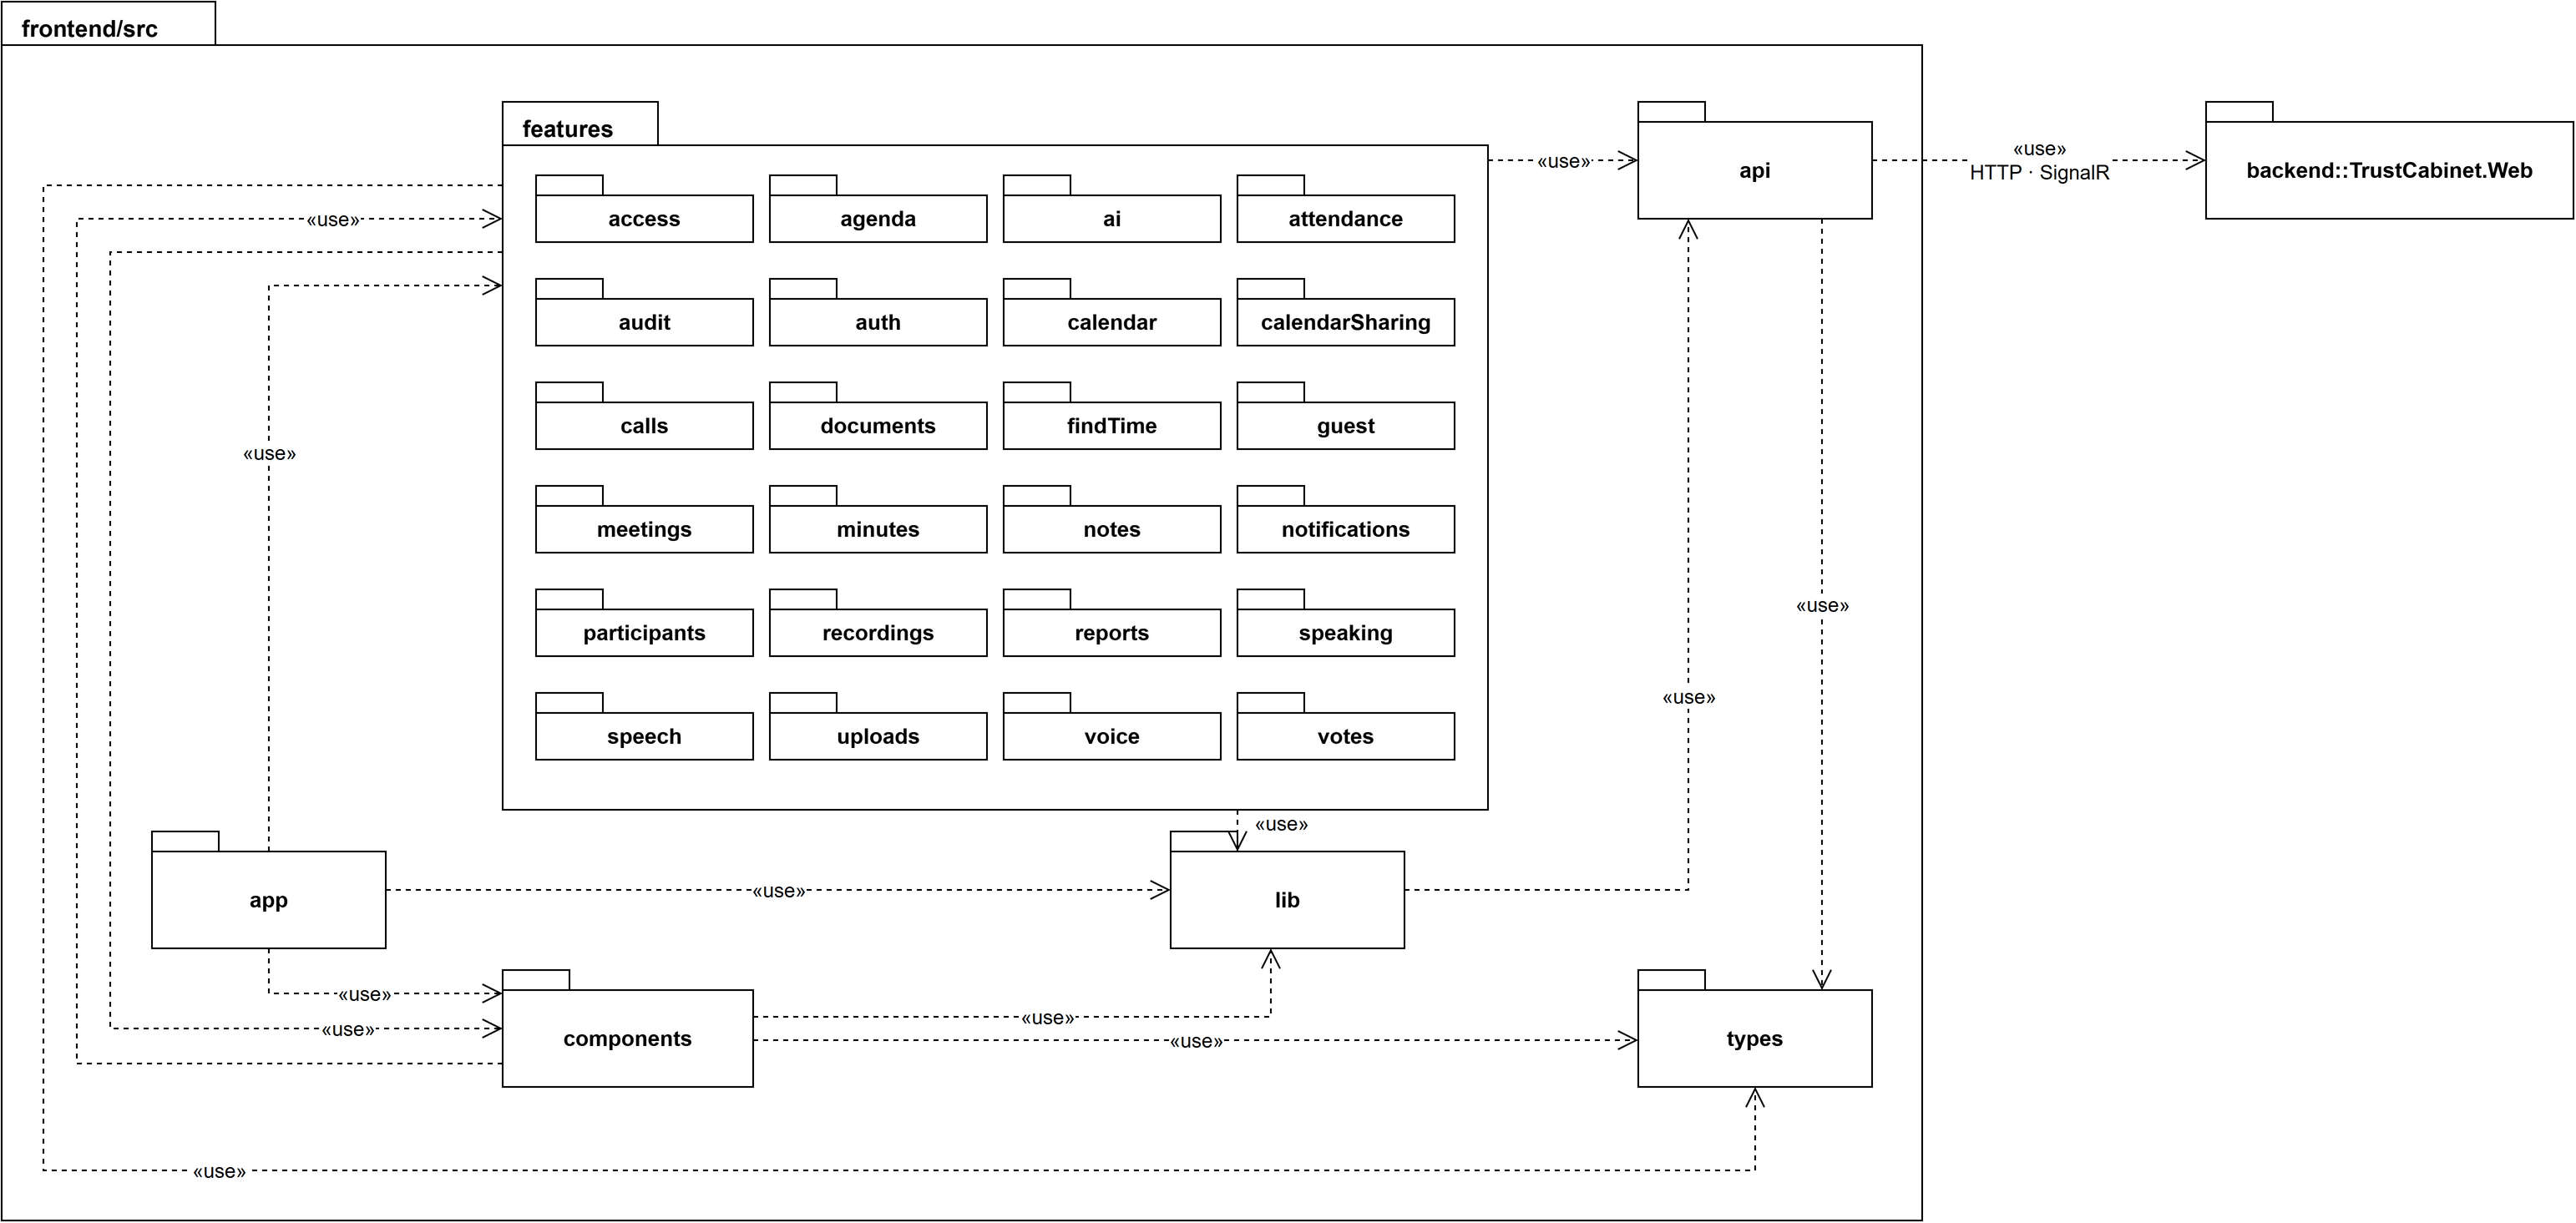 frontend/src
features
«use»
api
«use»
HTTP · SignalR
backend::TrustCabinet.Web
access
agenda
ai
attendance
«use»
audit
auth
calendar
calendarSharing
calls
documents
findTime
guest
«use»
meetings
minutes
notes
notifications
participants
recordings
reports
speaking
«use»
«use»
speech
uploads
voice
votes
«use»
app
«use»
lib
«use»
«use»
components
«use»
«use»
types
«use»